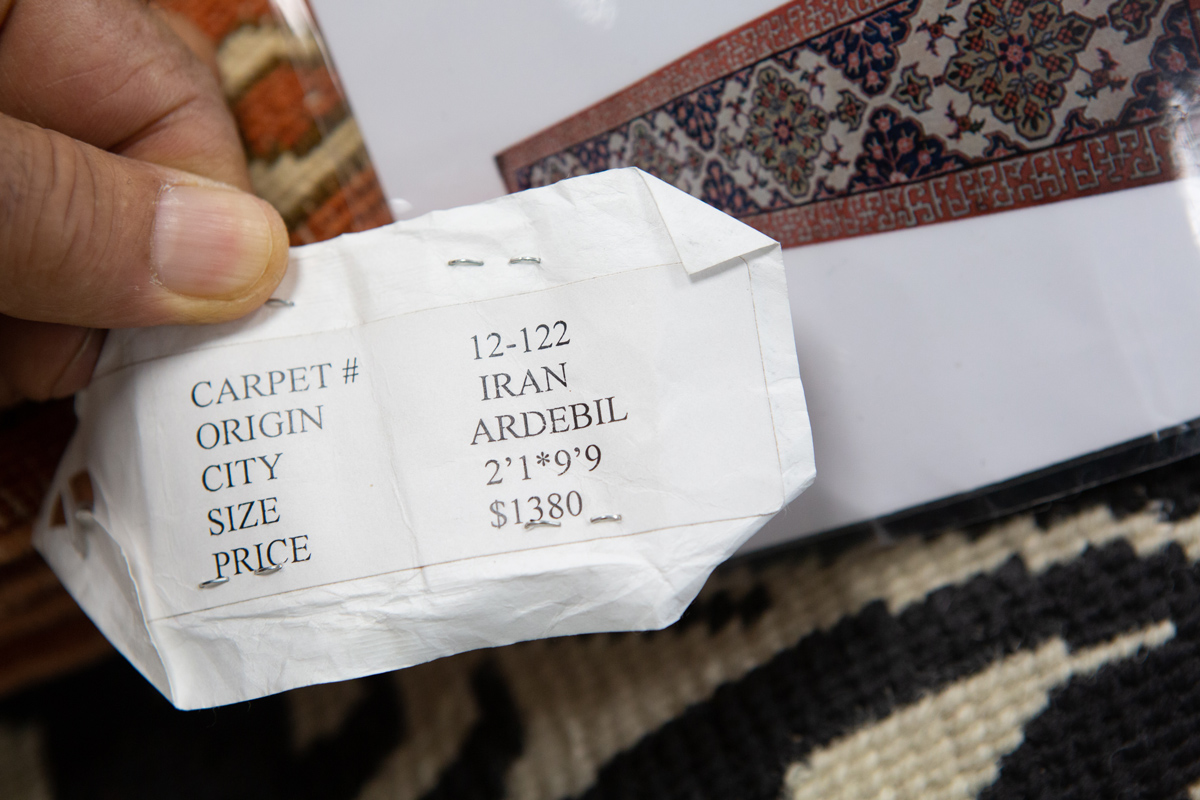 CARPET # 12-122
ORIGIN IRAN
CITY ARDEBIL
SIZE 2’1*9’9
PRICE $1380